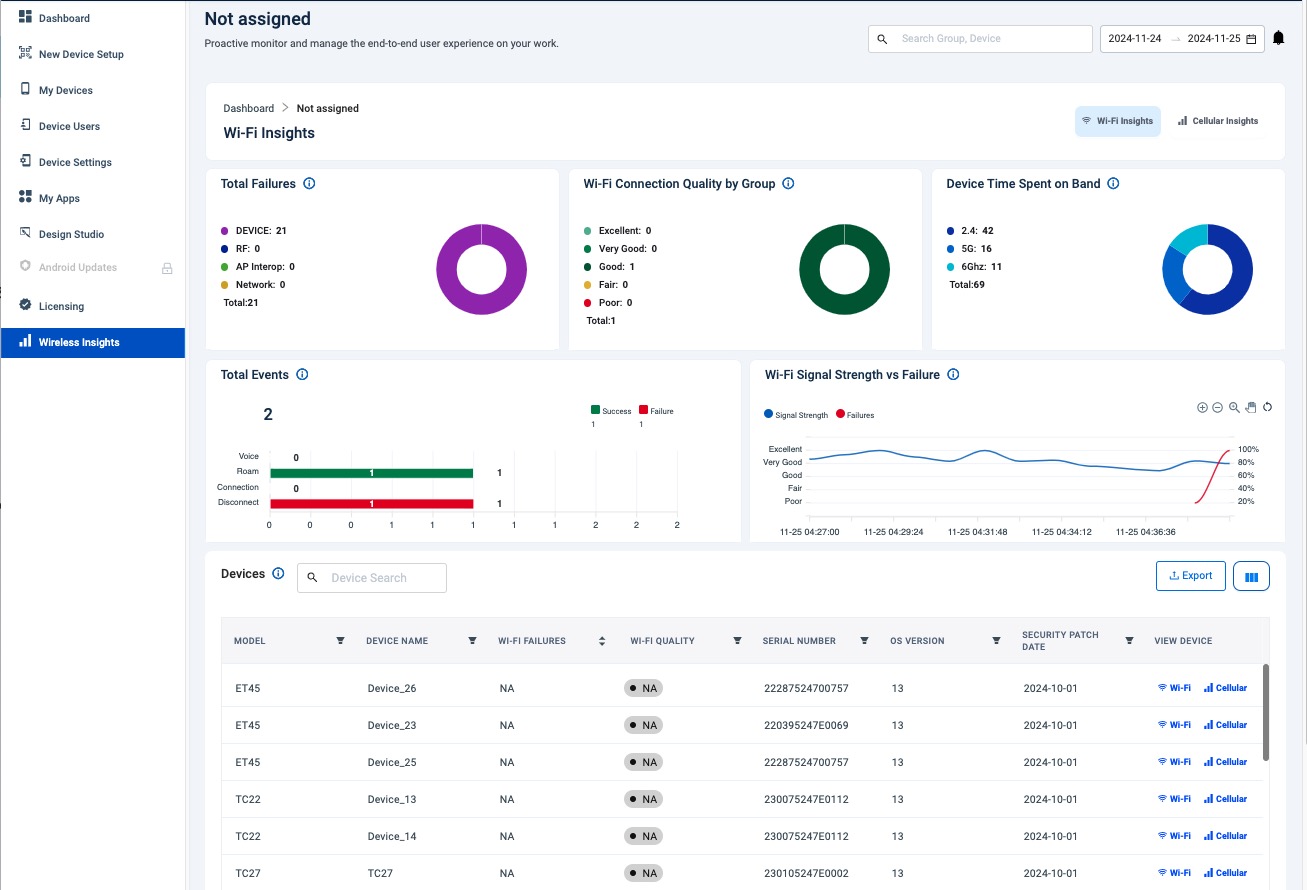 Dashboard
New Device Setup
My Devices
Device Users
Device Settings
My Apps
Design Studio
Android Updates
Licensing
Wireless Insights
Not assigned
Proactive monitor and manage the end-to-end user experience on your work.
Search Group, Device
2024-11-24 → 2024-11-25
Dashboard > Not assigned
Wi-Fi Insights
Wi-Fi Insights
Cellular Insights
Total Failures
DEVICE: 21
RF: 0
AP Interop: 0
Network: 0
Total:21
Wi-Fi Connection Quality by Group
Excellent: 0
Very Good: 0
Good: 1
Fair: 0
Poor: 0
Total:1
Device Time Spent on Band
2.4: 42
5G: 16
6Ghz: 11
Total:69
Total Events
2
Success Failure
1 1
Voice 0
Roam 1 1
Connection 0
Disconnect 1 1
0 0 0 1 1 1 1 1 2 2 2
Wi-Fi Signal Strength vs Failure
Signal Strength Failures
Excellent 100%
Very Good 80%
Good 60%
Fair 40%
Poor 20%
11-25 04:27:00 11-25 04:29:24 11-25 04:31:48 11-25 04:34:12 11-25 04:36:36
Devices
Device Search
Export
MODEL DEVICE NAME WI-FI FAILURES WI-FI QUALITY SERIAL NUMBER OS VERSION SECURITY PATCH DATE VIEW DEVICE
ET45 Device_26 NA NA 22287524700757 13 2024-10-01 Wi-Fi Cellular
ET45 Device_23 NA NA 220395247E0069 13 2024-10-01 Wi-Fi Cellular
ET45 Device_25 NA NA 22287524700757 13 2024-10-01 Wi-Fi Cellular
TC22 Device_13 NA NA 230075247E0112 13 2024-10-01 Wi-Fi Cellular
TC22 Device_14 NA NA 230075247E0112 13 2024-10-01 Wi-Fi Cellular
TC27 TC27 NA NA 230105247E0002 13 2024-10-01 Wi-Fi Cellular